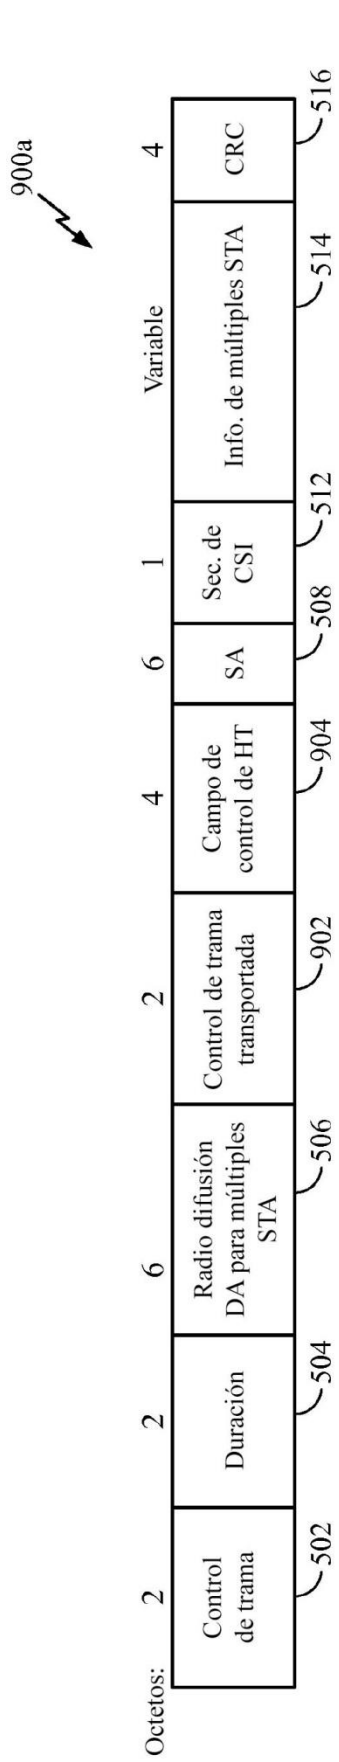 900a
Octetos:
2
2
6
2
4
6
1
Variable
4
Control
de trama
Duración
Radio difusión
DA para múltiples
STA
Control de trama
transportada
Campo de
control de HT
SA
Sec. de
CSI
Info. de múltiples STA
CRC
502
504
506
902
904
508
512
514
516